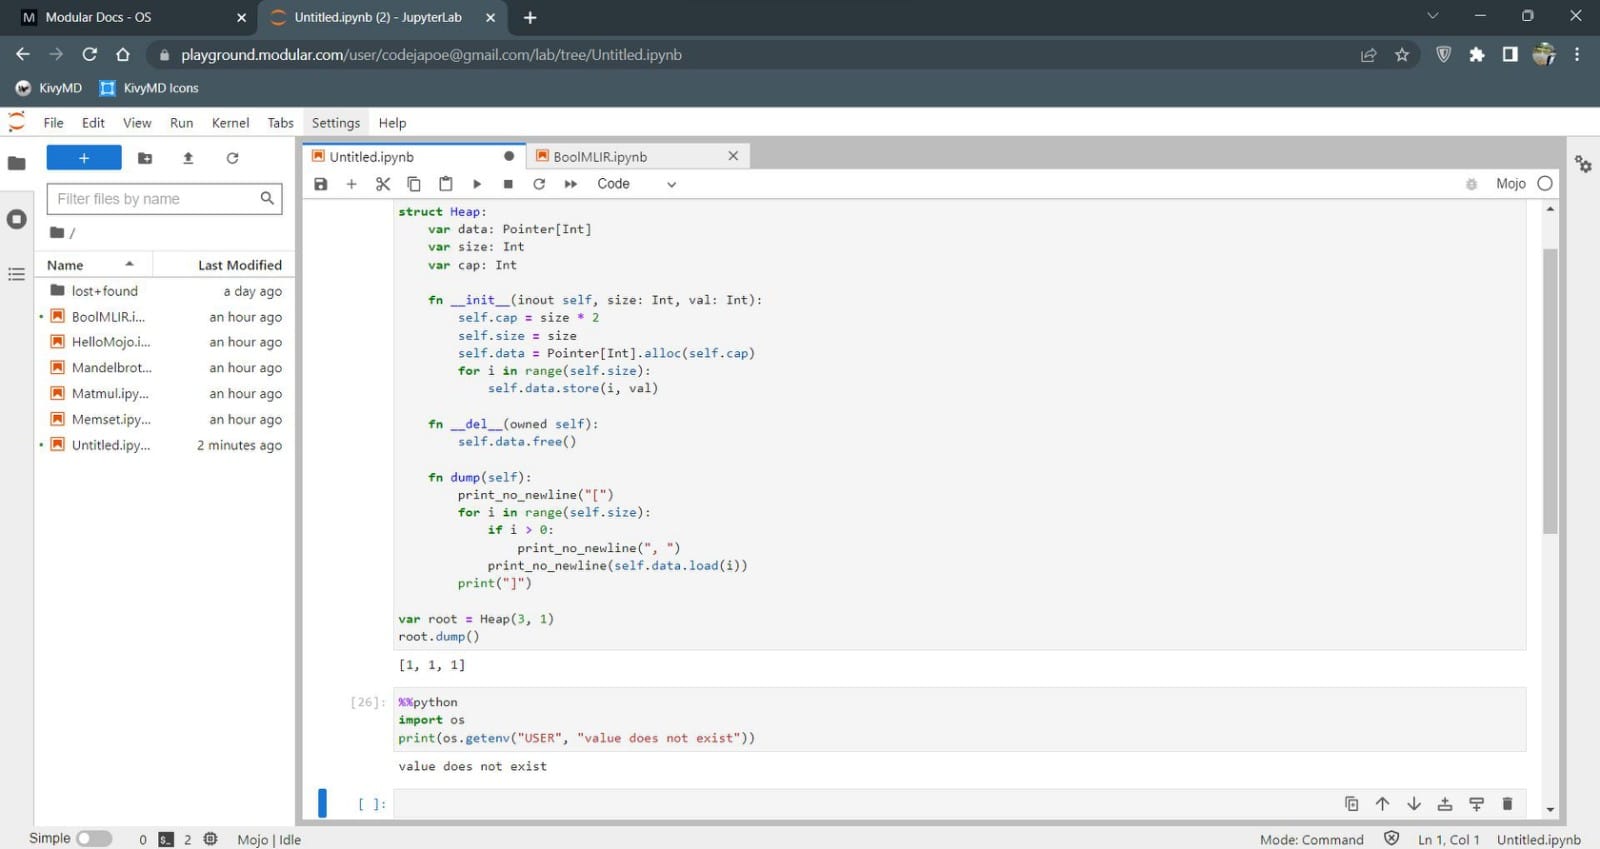 M Modular Docs - OS
Untitled.ipynb (2) - JupyterLab
playground.modular.com/user/codejapoe@gmail.com/lab/tree/Untitled.ipynb
KivyMD
KivyMD Icons
File Edit View Run Kernel Tabs Settings Help
Untitled.ipynb
BoolMLIR.ipynb
Filter files by name
Code
Mojo
/
Name Last Modified
lost+found a day ago
BoolMLIR.i... an hour ago
HelloMojo.i... an hour ago
Mandelbrot... an hour ago
Matmul.ipy... an hour ago
Memset.ipy... an hour ago
Untitled.ipy... 2 minutes ago
struct Heap:
    var data: Pointer[Int]
    var size: Int
    var cap: Int
    fn __init__(inout self, size: Int, val: Int):
        self.cap = size * 2
        self.size = size
        self.data = Pointer[Int].alloc(self.cap)
        for i in range(self.size):
            self.data.store(i, val)
    fn __del__(owned self):
        self.data.free()
    fn dump(self):
        print_no_newline("[")
        for i in range(self.size):
            if i > 0:
                print_no_newline(", ")
            print_no_newline(self.data.load(i))
        print("]")
var root = Heap(3, 1)
root.dump()
[1, 1, 1]
[26]: %%python
import os
print(os.getenv("USER", "value does not exist"))
value does not exist
[ ]:
Simple 0 $_ 2 Mojo | Idle
Mode: Command Ln 1, Col 1 Untitled.ipynb